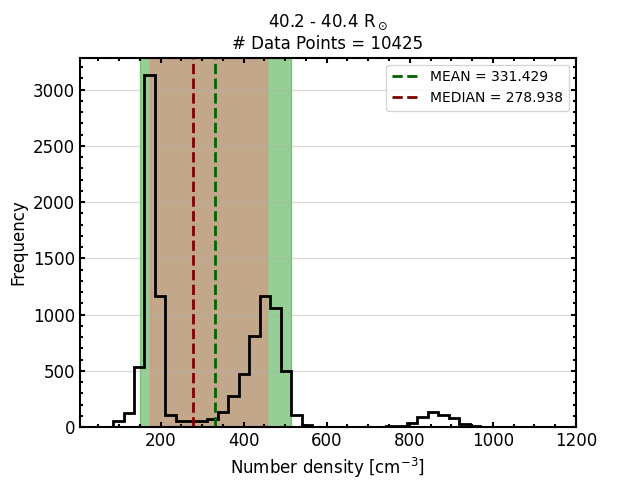 40.2 - 40.4 R⊙
# Data Points = 10425
MEAN = 331.429
MEDIAN = 278.938
Frequency
3000
2500
2000
1500
1000
500
0
200 400 600 800 1000 1200
Number density [cm⁻³]